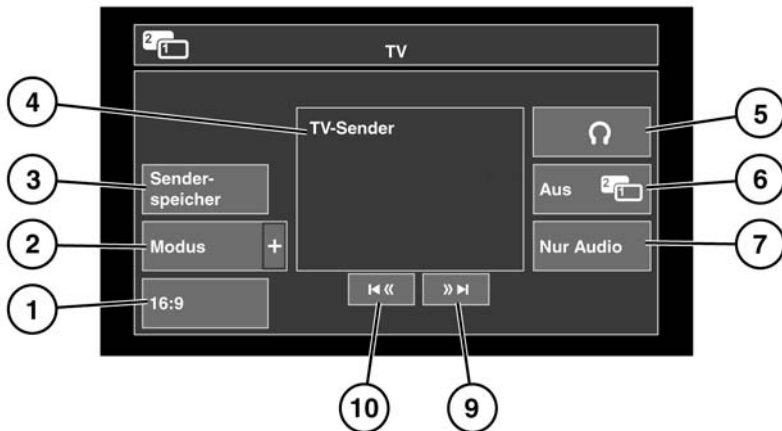 2
1
TV
4
TV-Sender
5
3
Sender-
speicher
Aus
2
1
6
2
Modus
+
Nur Audio
7
1
16:9
10
9